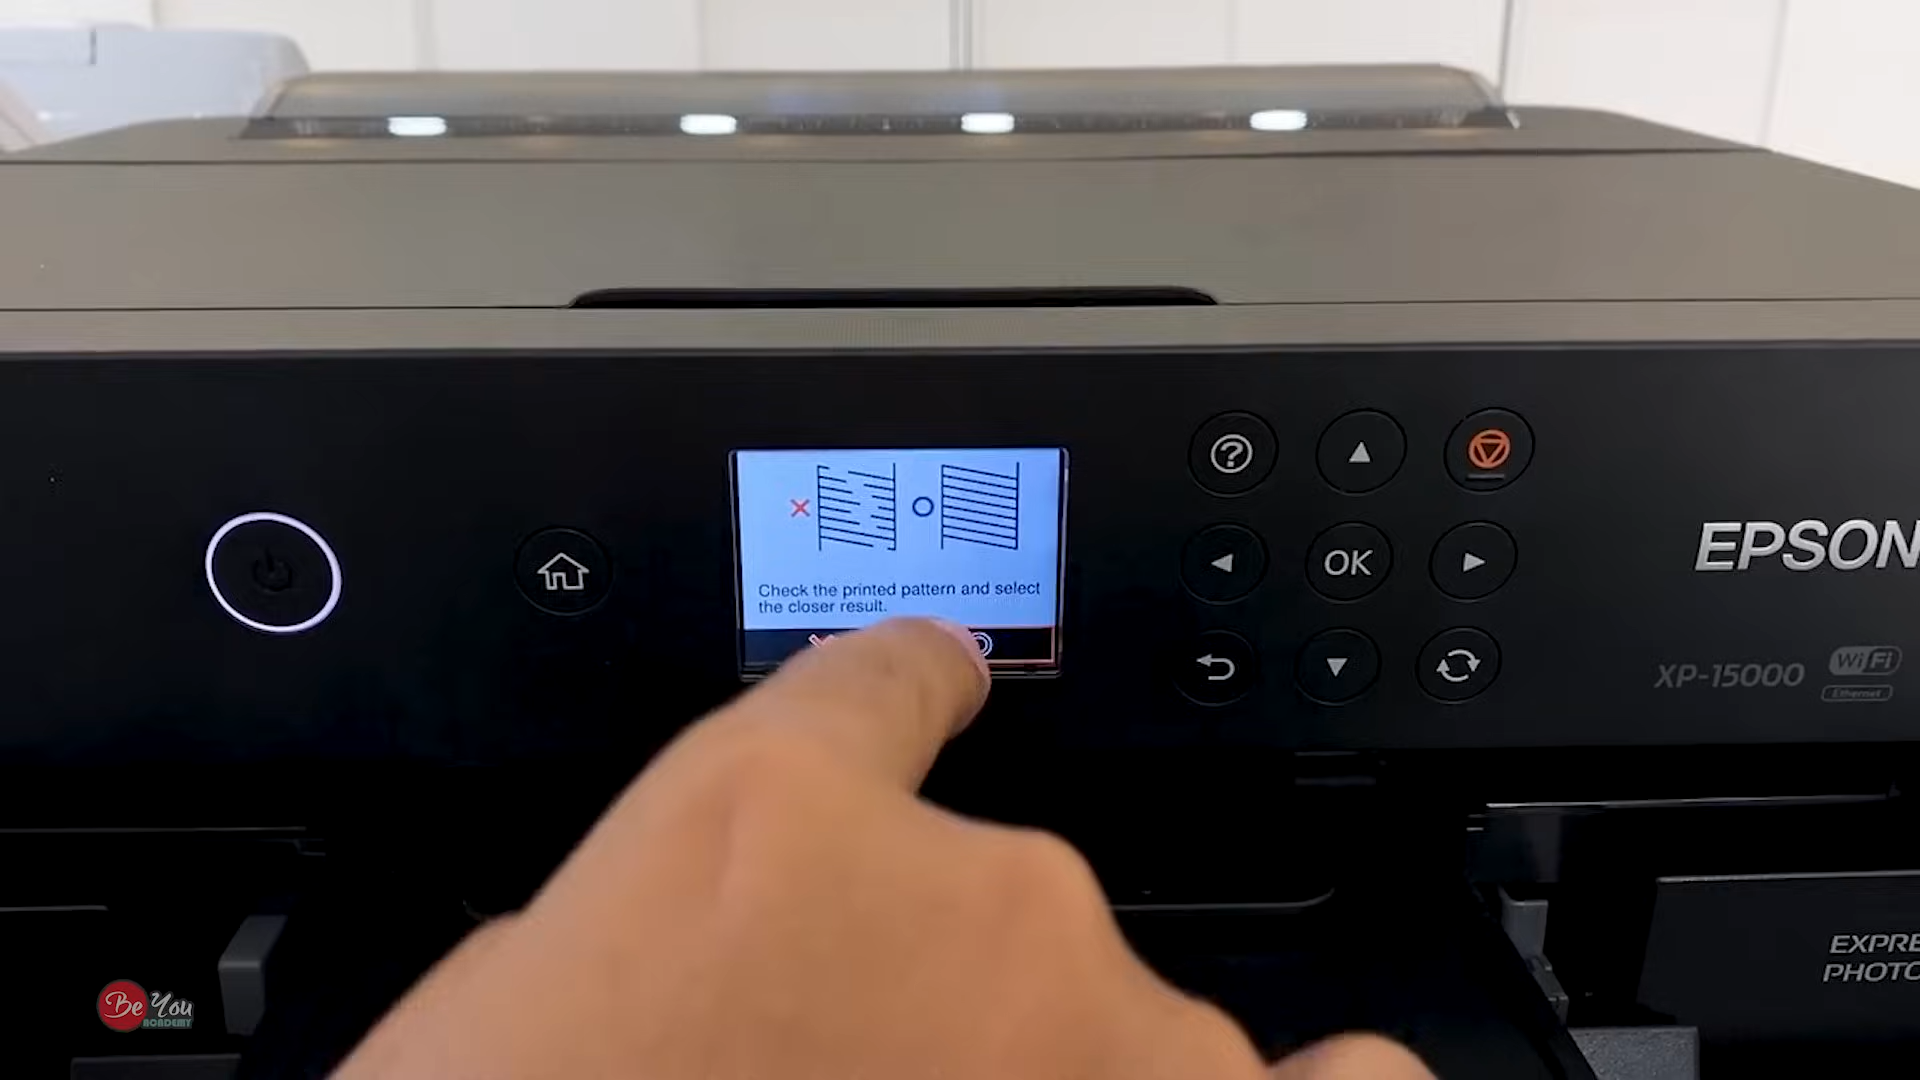 Check the printed pattern and select
the closer result.
OK
EPSON
XP-15000
WiFi
Ethernet
EXPRE
PHOTO
Be You
ACADEMY